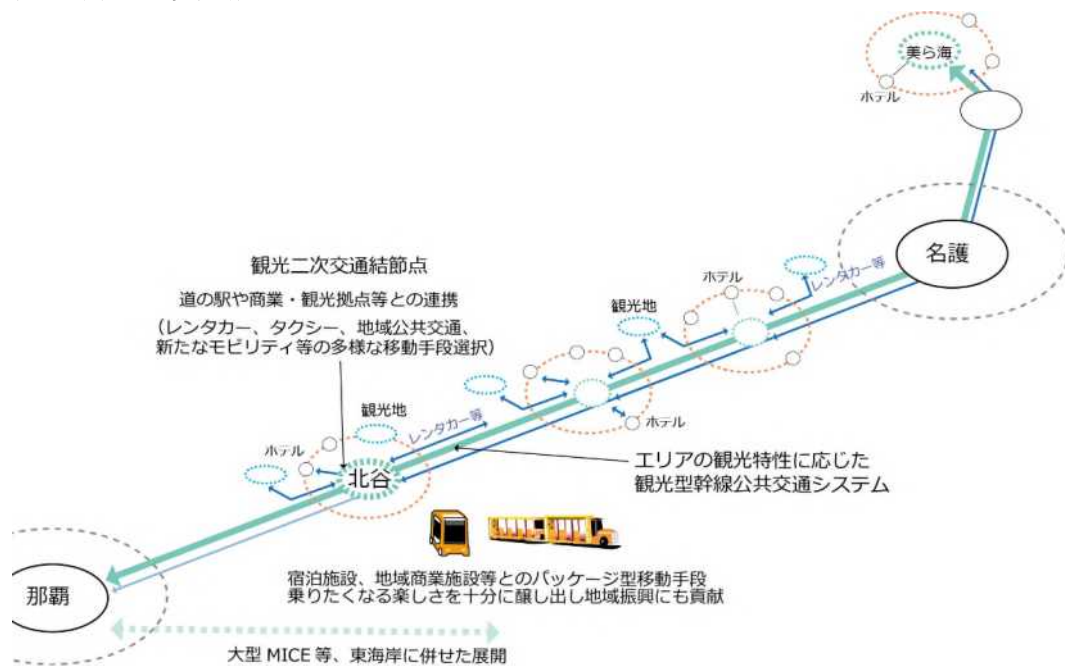 美ら海
ホテル
名護
観光二次交通結節点
道の駅や商業・観光拠点等との連携
（レンタカー、タクシー、地域公共交通、
新たなモビリティ等の多様な移動手段選択）
ホテル
レンタカー等
観光地
観光地
レンタカー等
ホテル
ホテル
北谷
エリアの観光特性に応じた
観光型幹線公共交通システム
宿泊施設、地域商業施設等とのパッケージ型移動手段
乗りたくなる楽しさを十分に醸し出し地域振興にも貢献
那覇
大型 MICE 等、東海岸に併せた展開